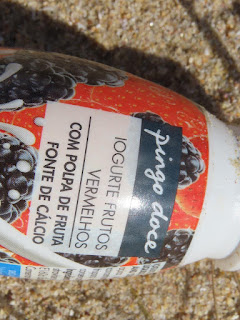 pingo doce
IOGURTE FRUTOS
VERMELHOS
COM POLPA DE FRUTA
FONTE DE CÁLCIO